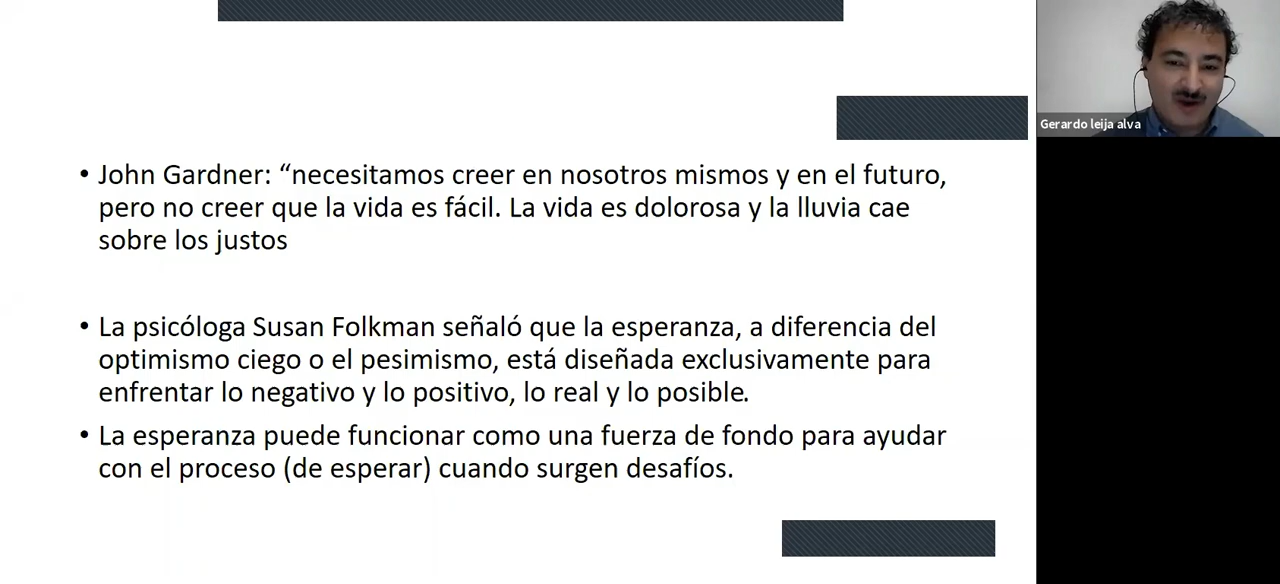 Gerardo leija alva
• John Gardner: “necesitamos creer en nosotros mismos y en el futuro,
pero no creer que la vida es fácil. La vida es dolorosa y la lluvia cae
sobre los justos
• La psicóloga Susan Folkman señaló que la esperanza, a diferencia del
optimismo ciego o el pesimismo, está diseñada exclusivamente para
enfrentar lo negativo y lo positivo, lo real y lo posible.
• La esperanza puede funcionar como una fuerza de fondo para ayudar
con el proceso (de esperar) cuando surgen desafíos.